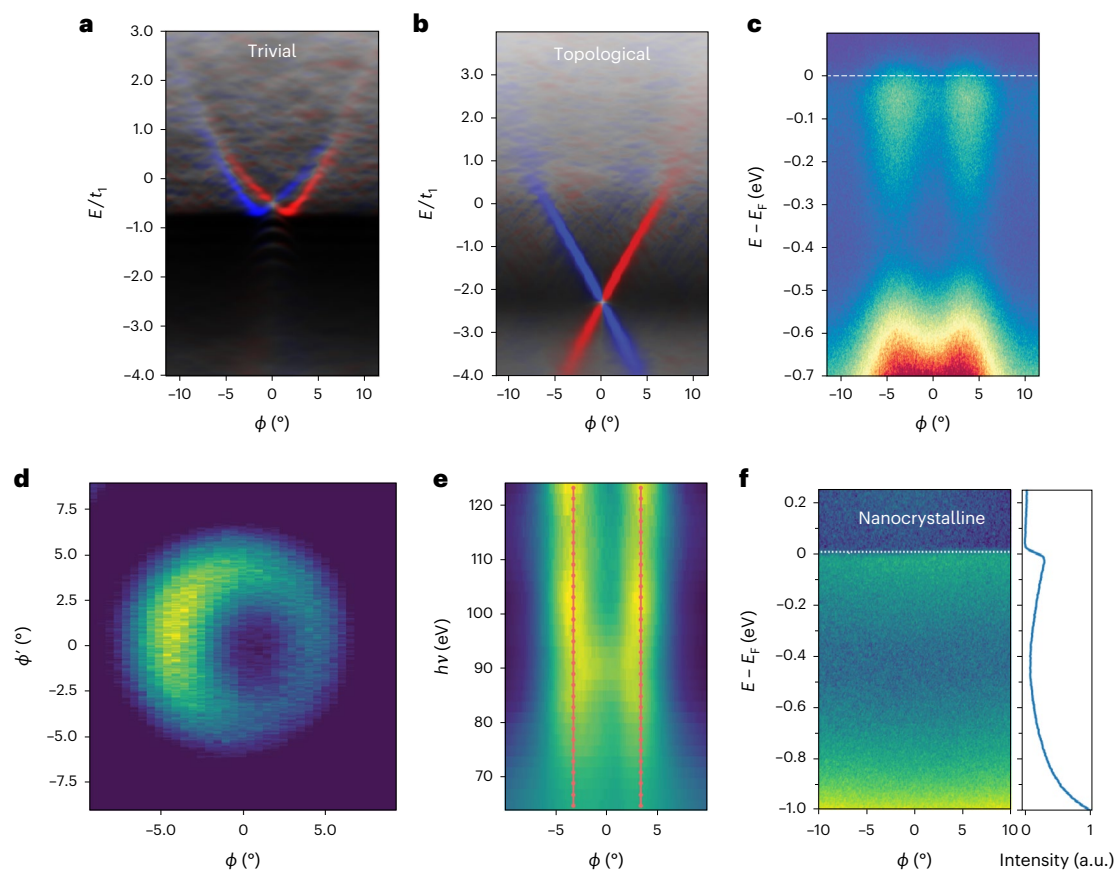 a
Trivial
3.0
2.0
1.0
0
–1.0
–2.0
–3.0
–4.0
E/t1
–10 –5 0 5 10
ϕ (°)
b
Topological
3.0
2.0
1.0
0
–1.0
–2.0
–3.0
–4.0
E/t1
–10 –5 0 5 10
ϕ (°)
c
0
–0.1
–0.2
–0.3
–0.4
–0.5
–0.6
–0.7
E – EF (eV)
–10 –5 0 5 10
ϕ (°)
d
7.5
5.0
2.5
0
–2.5
–5.0
–7.5
ϕ′ (°)
–5.0 0 5.0
ϕ (°)
e
120
110
100
90
80
70
hν (eV)
–5 0 5
ϕ (°)
f
Nanocrystalline
0.2
0
–0.2
–0.4
–0.6
–0.8
–1.0
E – EF (eV)
–10 –5 0 5 10
ϕ (°)
0 1
Intensity (a.u.)